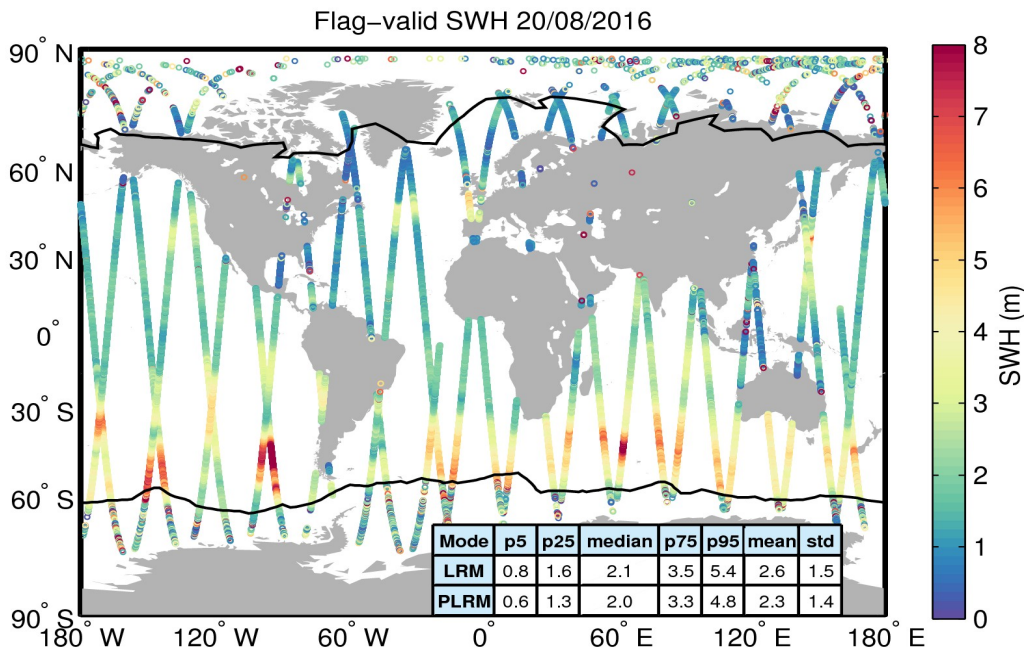 Flag–valid SWH 20/08/2016
90° N
60° N
30° N
0°
30° S
60° S
90° S
180° W
120° W
60° W
0°
60° E
120° E
180° E
8
7
6
5
4
3
2
1
0
SWH (m)
Mode p5 p25 median p75 p95 mean std
LRM 0.8 1.6 2.1 3.5 5.4 2.6 1.5
PLRM 0.6 1.3 2.0 3.3 4.8 2.3 1.4